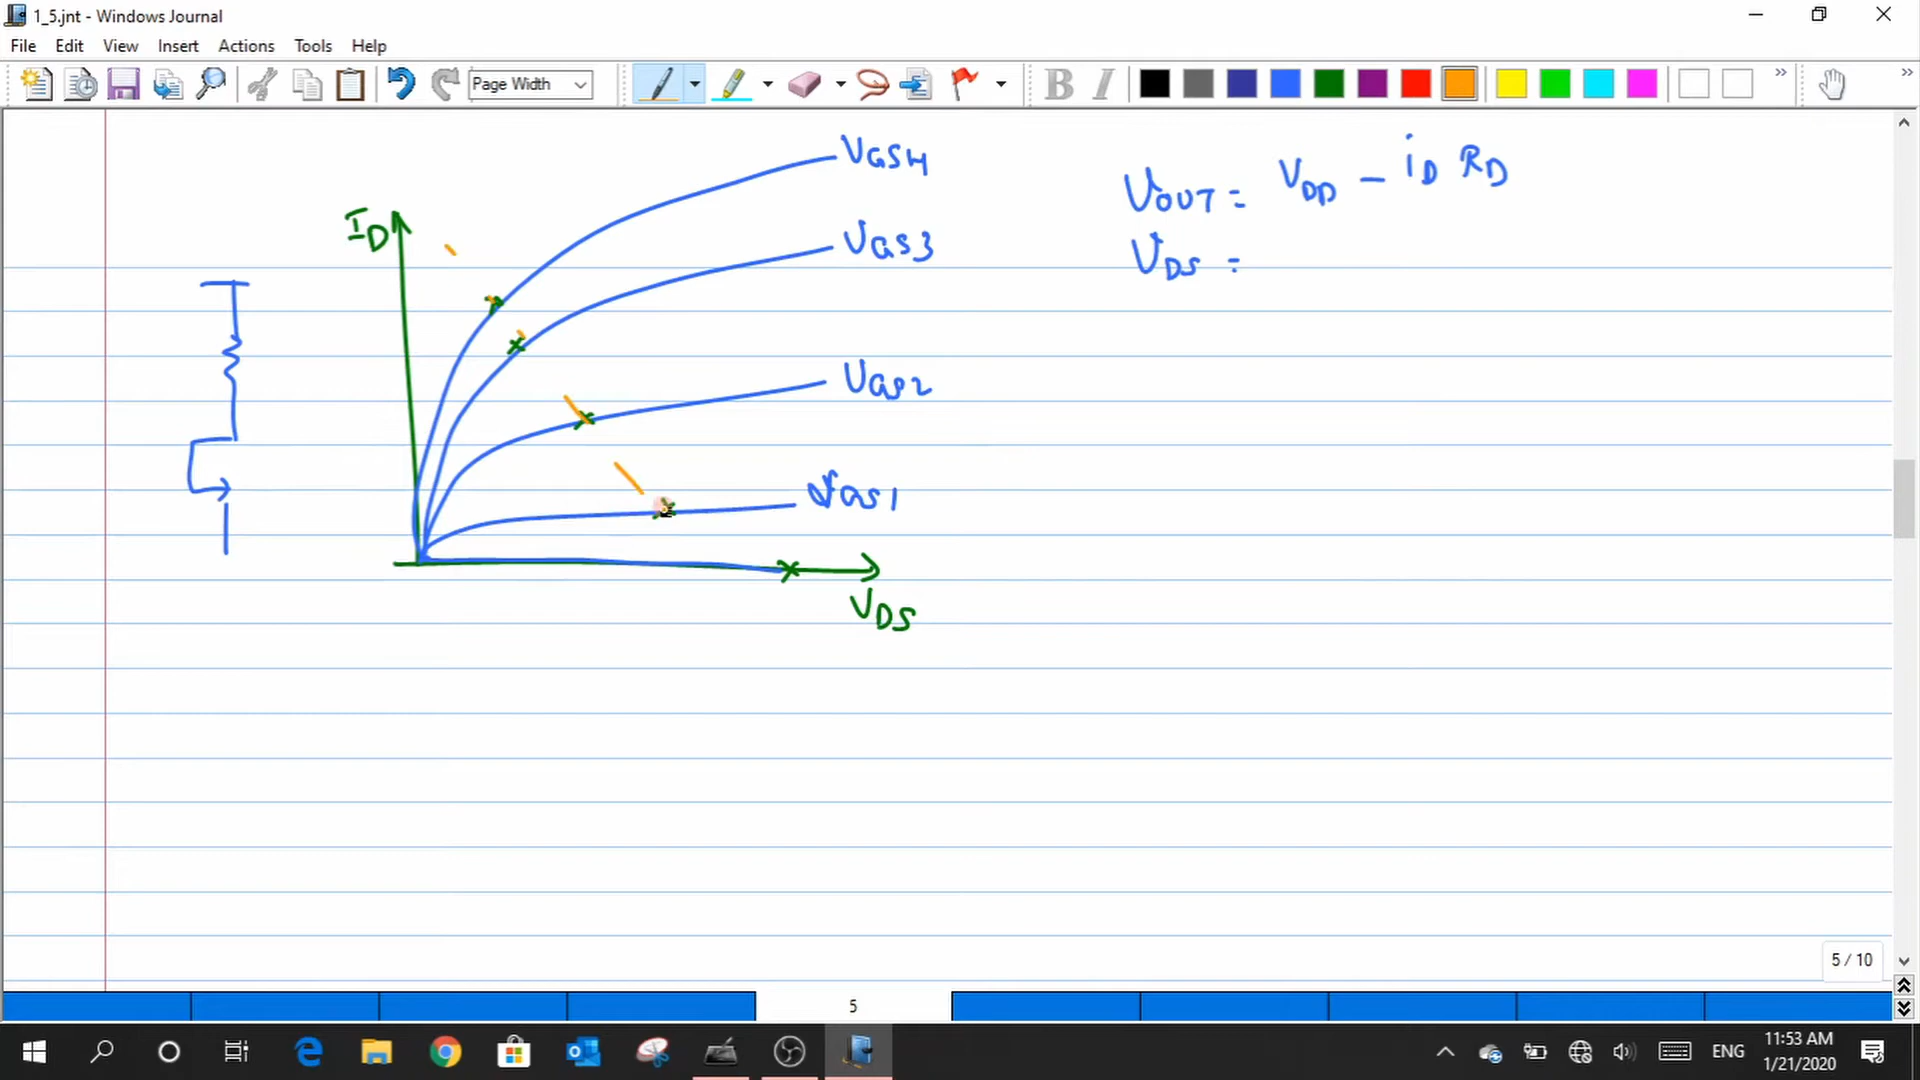 1_5.jnt - Windows Journal
File Edit View Insert Actions Tools Help
Page Width
B I
VGS4
VOUT = VDD - iD RD
ID
VGS3
VDS =
VGS2
VGS1
VDS
5 / 10
5
ENG
11:53 AM
1/21/2020